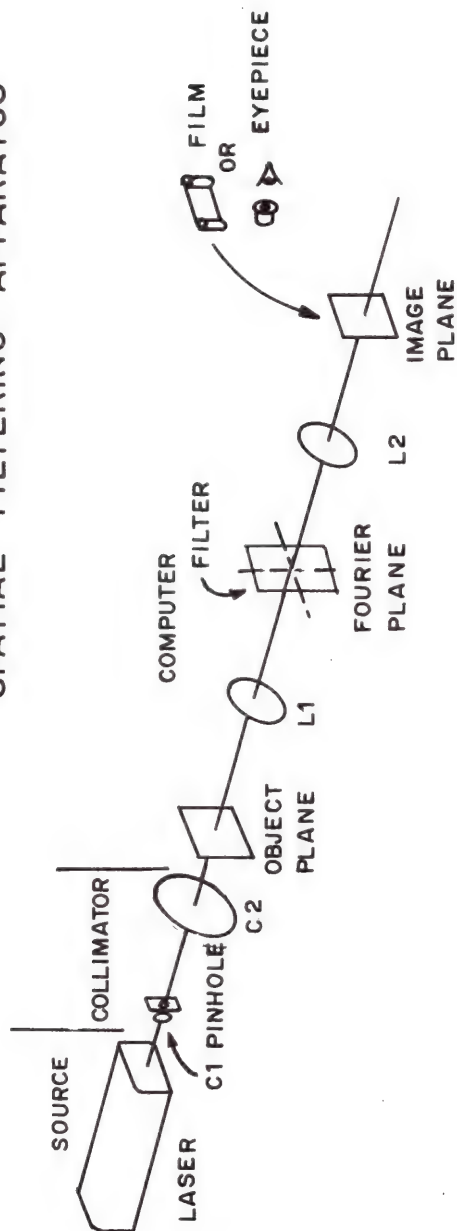 SPATIAL FILTERING APPARATUS
SOURCE
COLLIMATOR
LASER
C1 PINHOLE
C2
OBJECT
PLANE
L1
COMPUTER
FILTER
FOURIER
PLANE
L2
FILM
OR
EYEPIECE
IMAGE
PLANE